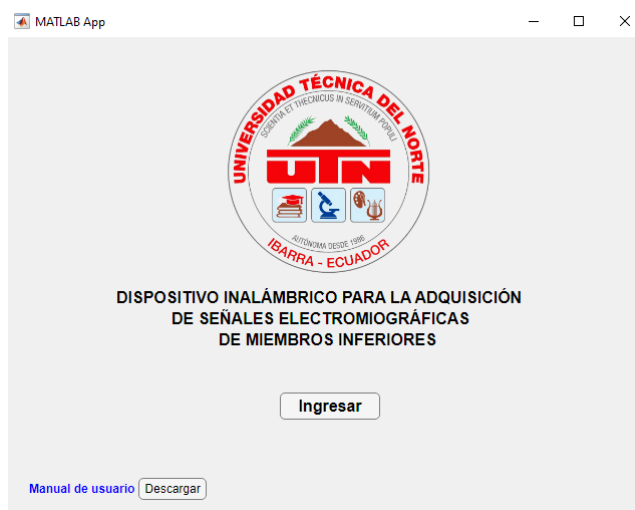 MATLAB App
UNIVERSIDAD TÉCNICA DEL NORTE
SCIENTIA ET THECNICUS IN SERVITIUM POPULI
UTN
AUTÓNOMA DESDE 1986
IBARRA - ECUADOR
DISPOSITIVO INALÁMBRICO PARA LA ADQUISICIÓN
DE SEÑALES ELECTROMIOGRÁFICAS
DE MIEMBROS INFERIORES
Ingresar
Manual de usuario Descargar